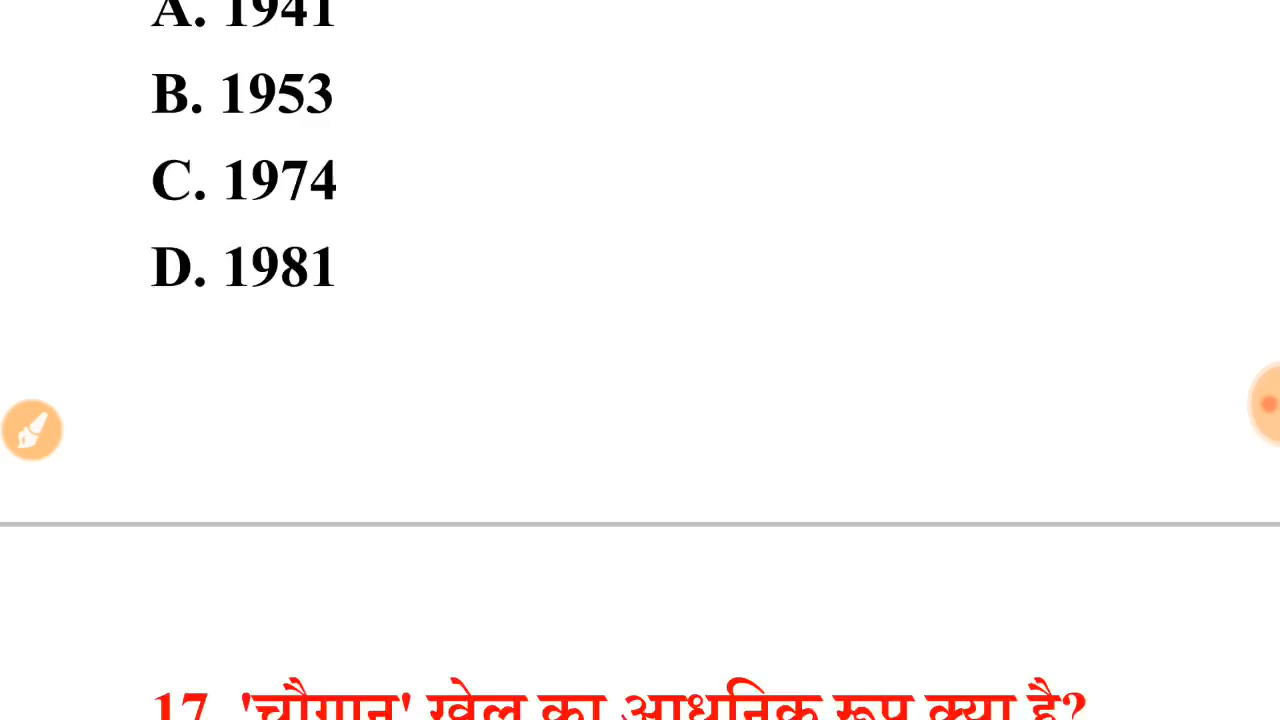 A. 1941
B. 1953
C. 1974
D. 1981
17. 'चौगान' खेल का आधुनिक रूप क्या है?